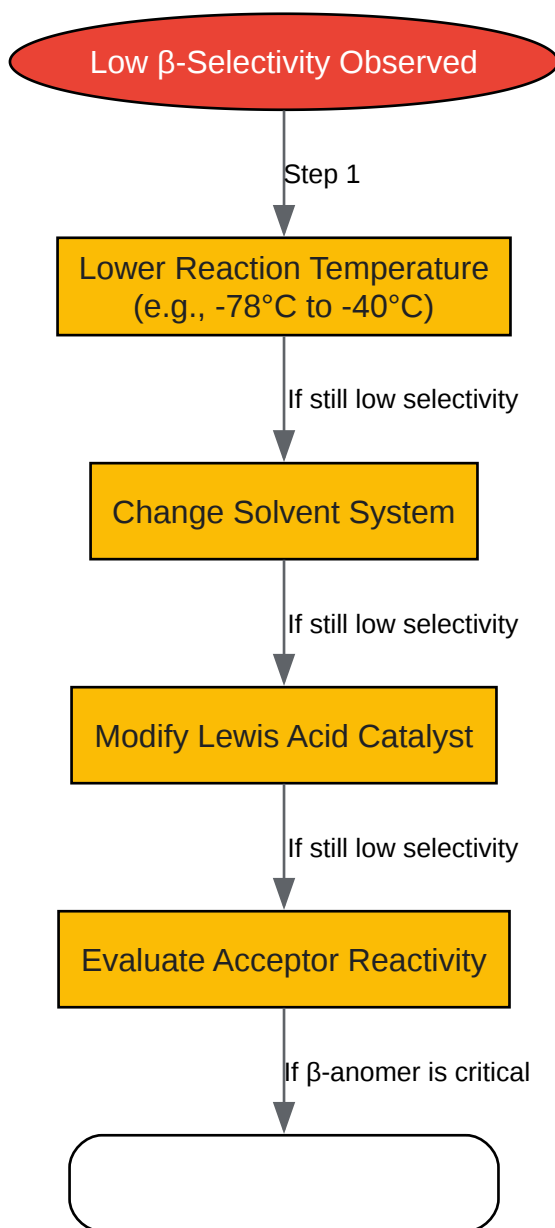 Low β-Selectivity Observed
Step 1
Lower Reaction Temperature
(e.g., -78°C to -40°C)
If still low selectivity
Change Solvent System
If still low selectivity
Modify Lewis Acid Catalyst
If still low selectivity
Evaluate Acceptor Reactivity
If β-anomer is critical